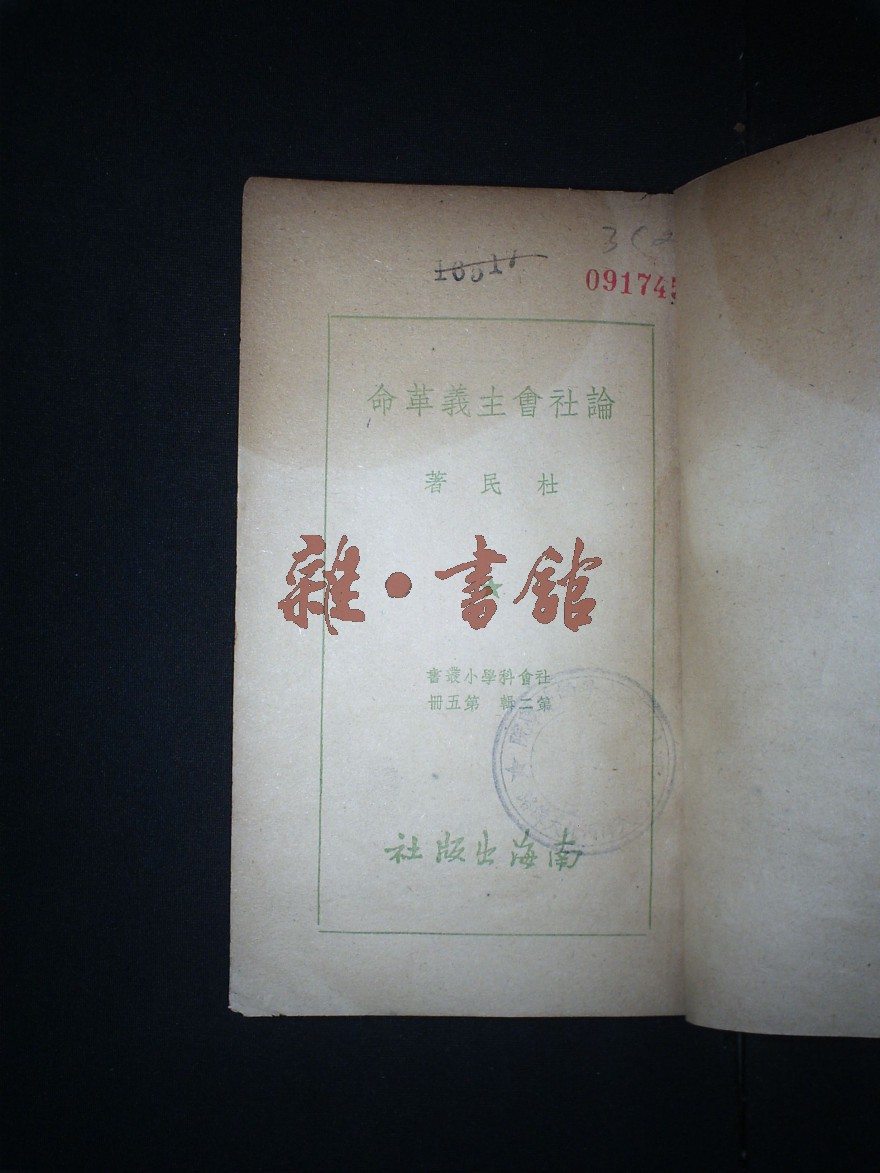 091745
論社會主義革命
杜民著
雜·書館
社會科學小叢書
第二輯 第五冊
南海出版社